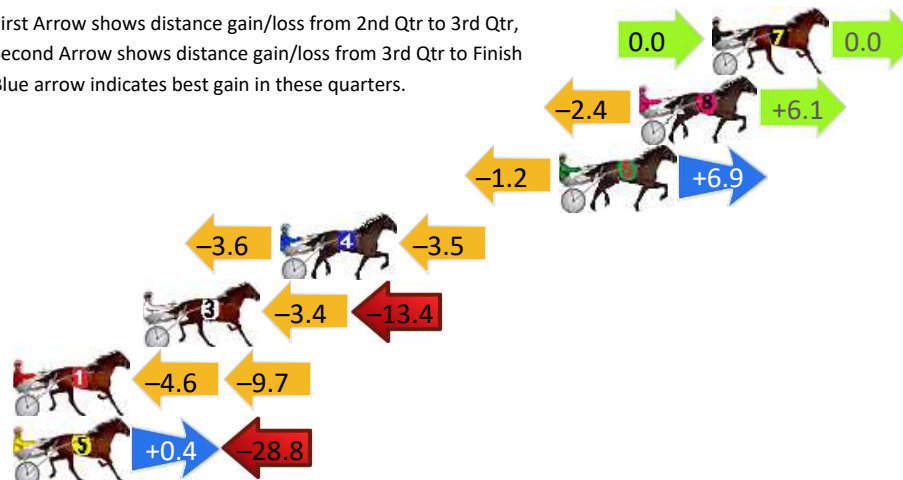 irst Arrow shows distance gain/loss from 2nd Qtr to 3rd Qtr,
econd Arrow shows distance gain/loss from 3rd Qtr to Finish
lue arrow indicates best gain in these quarters.
0.0 7 0.0
–2.4 8 +6.1
–1.2 6 +6.9
–3.6 4 –3.5
3 –3.4 –13.4
1 –4.6 –9.7
5 +0.4 –28.8